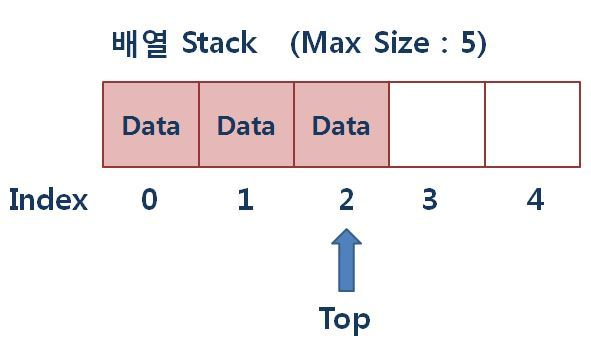 배열 Stack (Max Size : 5)
Data Data Data
Index 0 1 2 3 4
Top